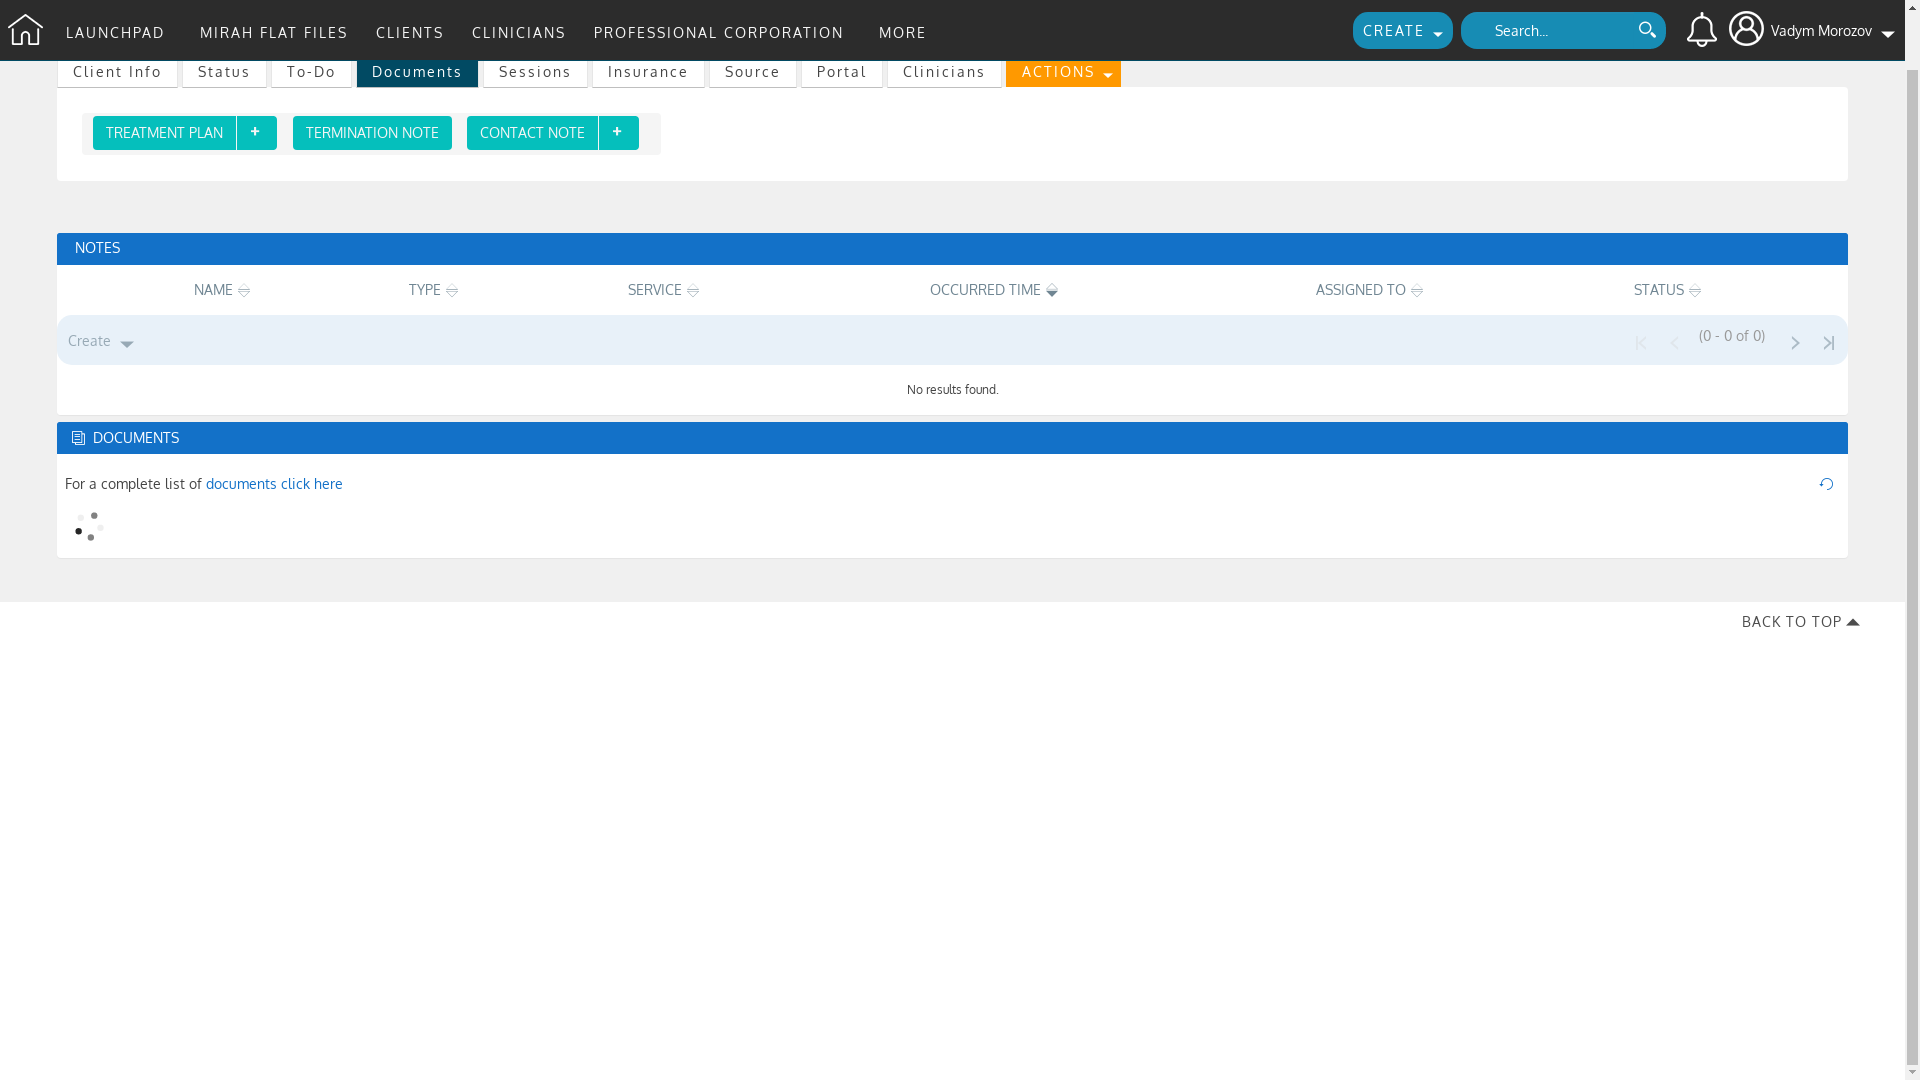 LAUNCHPAD MIRAH FLAT FILES CLIENTS CLINICIANS PROFESSIONAL CORPORATION MORE CREATE Search... Vadym Morozov
Client Info Status To-Do Documents Sessions Insurance Source Portal Clinicians ACTIONS
TREATMENT PLAN + TERMINATION NOTE CONTACT NOTE +
NOTES
NAME TYPE SERVICE OCCURRED TIME ASSIGNED TO STATUS
Create (0 - 0 of 0)
No results found.
DOCUMENTS
For a complete list of documents click here
BACK TO TOP